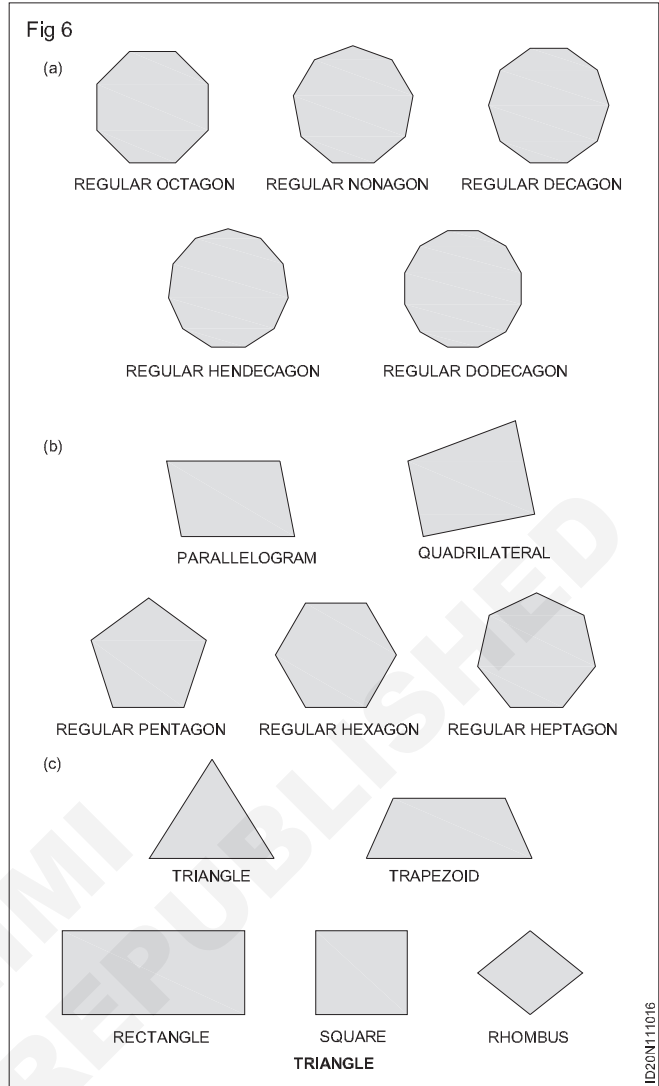 Fig 6
(a)
REGULAR OCTAGON REGULAR NONAGON REGULAR DECAGON
REGULAR HENDECAGON REGULAR DODECAGON
(b)
PARALLELOGRAM QUADRILATERAL
REGULAR PENTAGON REGULAR HEXAGON REGULAR HEPTAGON
(c)
TRIANGLE TRAPEZOID
RECTANGLE SQUARE RHOMBUS
TRIANGLE
ID20N111016
REPUBLISHED